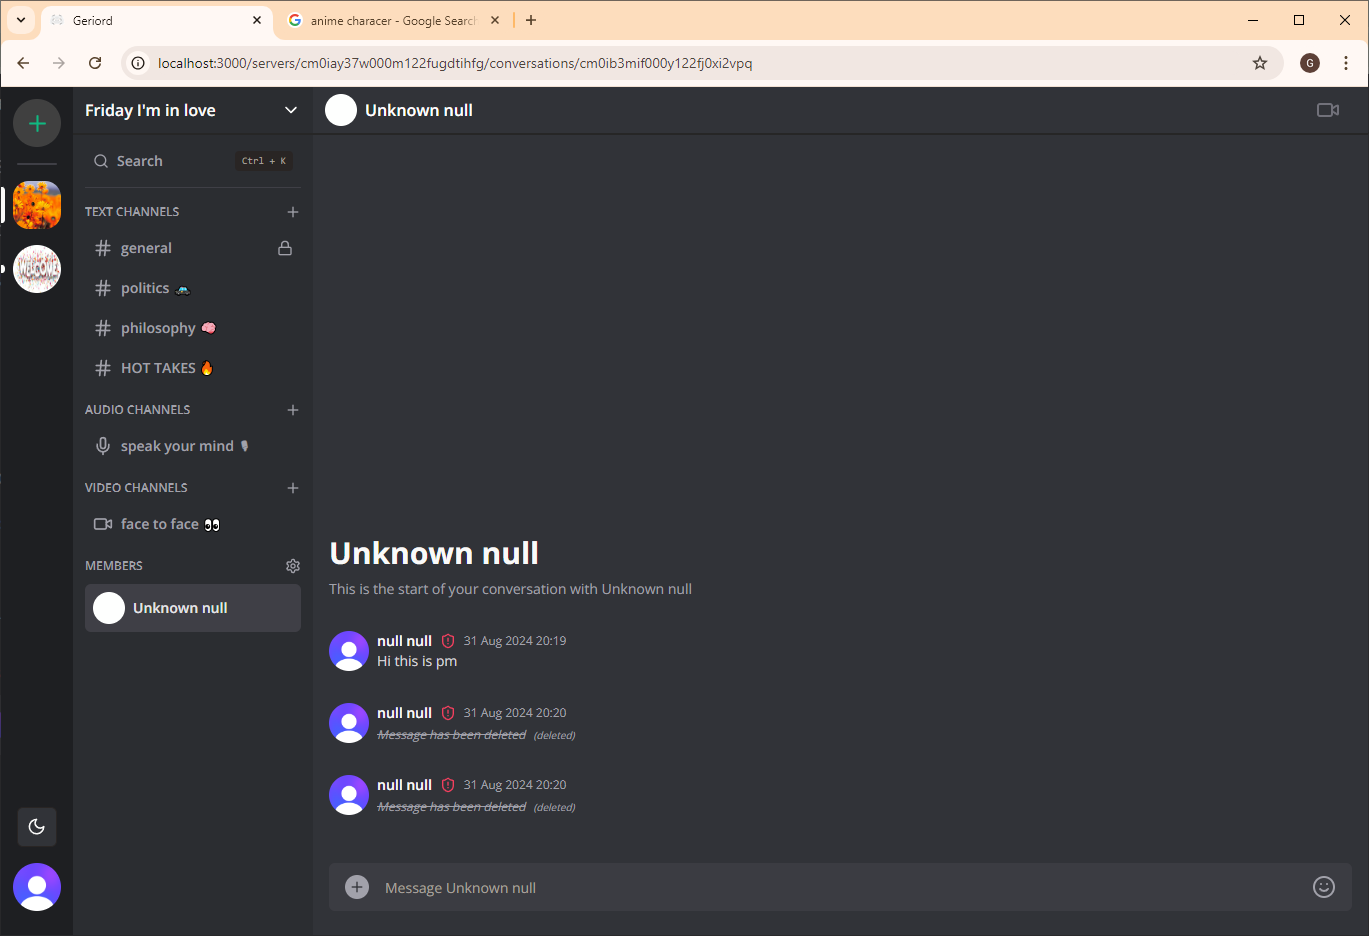 Geriord
anime characer - Google Search
localhost:3000/servers/cm0iay37w000m122fugdtihfg/conversations/cm0ib3mif000y122fj0xi2vpq
G
Friday I'm in love
Unknown null
Search
Ctrl + K
TEXT CHANNELS
general
politics
philosophy
HOT TAKES
AUDIO CHANNELS
speak your mind
VIDEO CHANNELS
face to face
MEMBERS
Unknown null
WELCOME
Unknown null
This is the start of your conversation with Unknown null
null null 31 Aug 2024 20:19
Hi this is pm
null null 31 Aug 2024 20:20
Message has been deleted (deleted)
null null 31 Aug 2024 20:20
Message has been deleted (deleted)
Message Unknown null